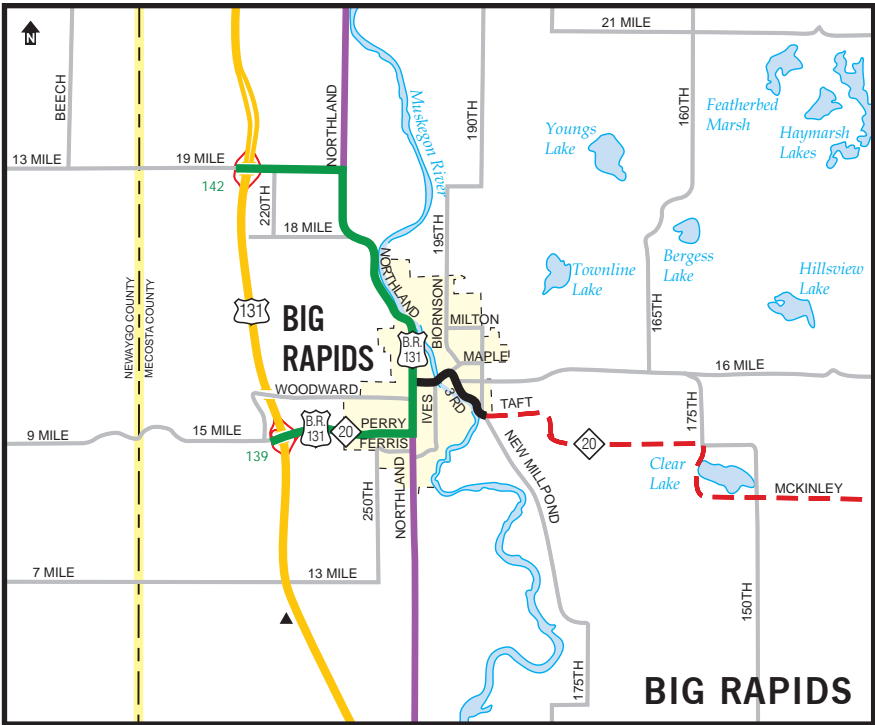 N
21 MILE
BEECH
NORTHLAND
Muskegon River
190TH
160TH
Featherbed
Marsh
Haymarsh
Lakes
Youngs
Lake
13 MILE
19 MILE
142
220TH
18 MILE
195TH
NORTHLAND
Bergess
Lake
Townline
Lake
Hillsview
Lake
NEWAYGO COUNTY
MECOSTA COUNTY
131
BIG
RAPIDS
BJORNSON
MILTON
165TH
B.R.
131
MAPLE
16 MILE
WOODWARD
IVES
3 RD
TAFT
175TH
9 MILE
15 MILE
B.R.
131
20
PERRY
FERRIS
20
139
NEW MILLPOND
Clear
Lake
MCKINLEY
250TH
NORTHLAND
7 MILE
13 MILE
150TH
175TH
BIG RAPIDS